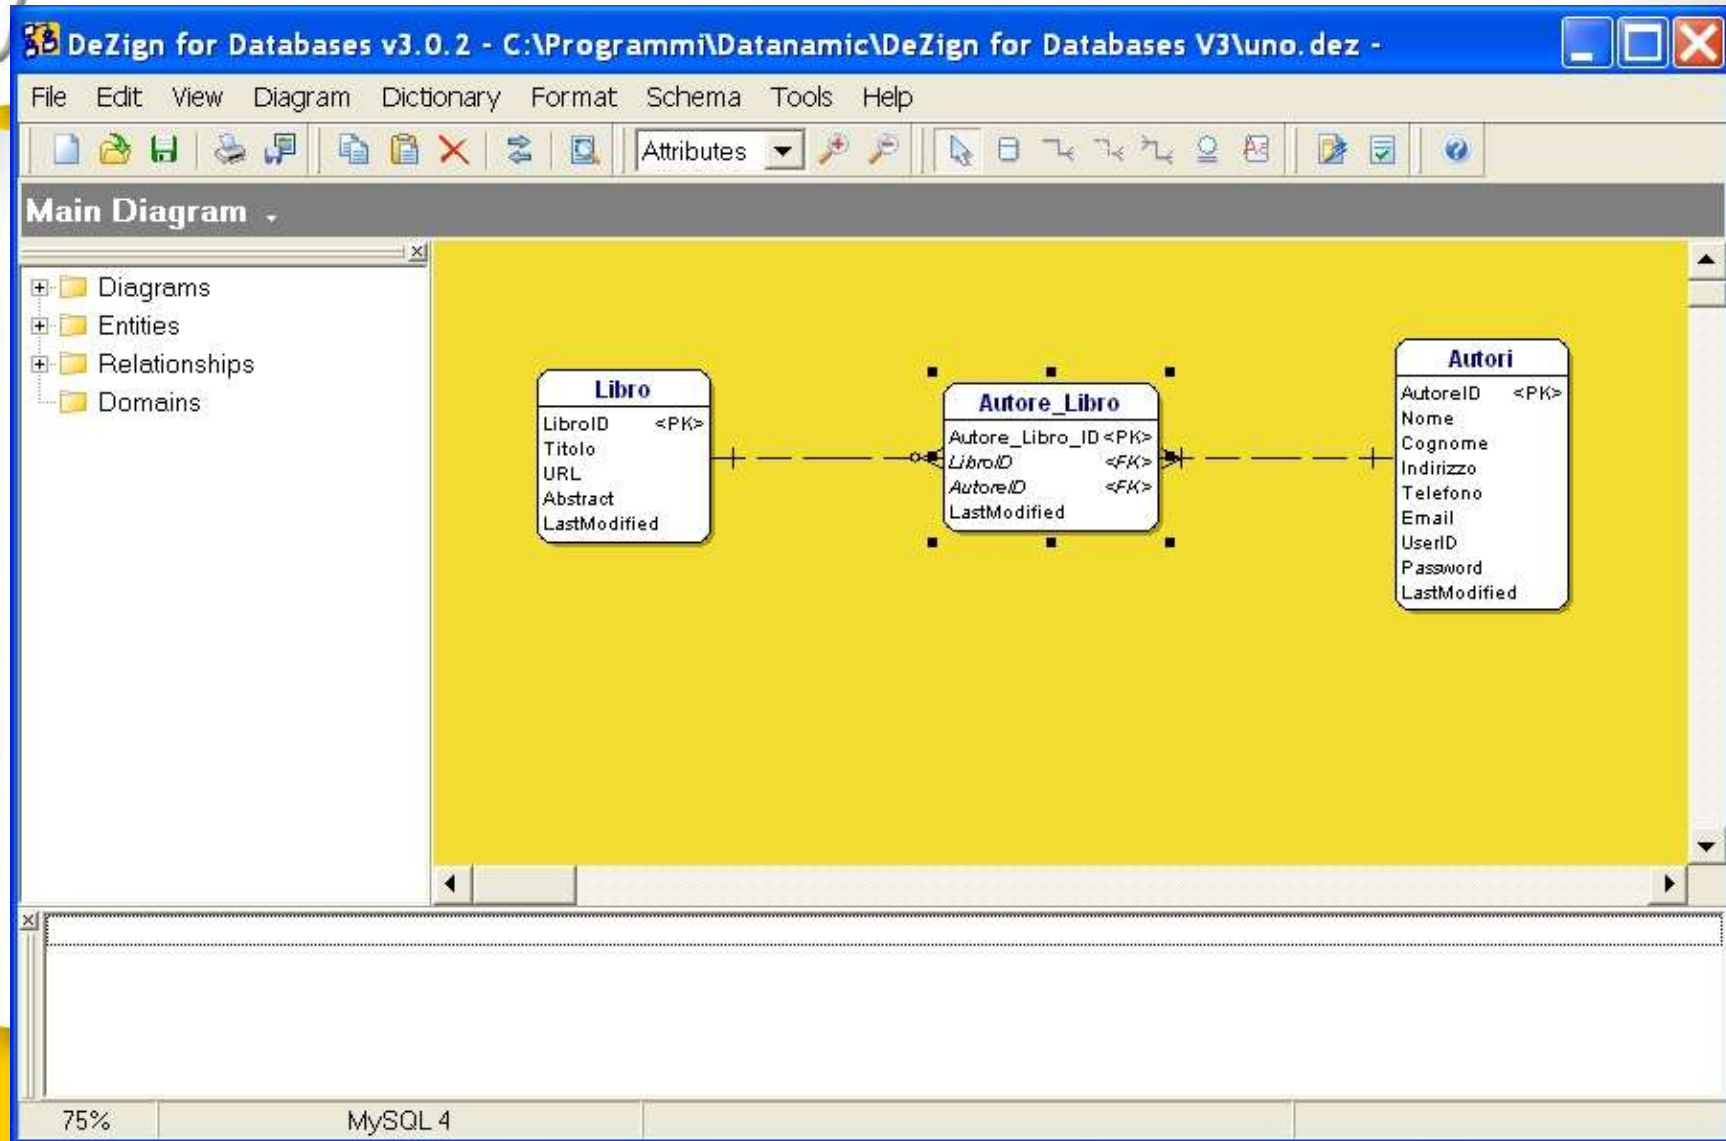 DeZign for Databases v3.0.2 - C:\Programmi\Datanamic\DeZign for Databases V3\uno.dez -
File Edit View Diagram Dictionary Format Schema Tools Help
Attributes
Main Diagram
Diagrams
Entities
Relationships
Domains
Libro
LibroID <PK>
Titolo
URL
Abstract
LastModified
Autore_Libro
Autore_Libro_ID <PK>
LibroID <FK>
AutoreID <FK>
LastModified
Autori
AutoreID <PK>
Nome
Cognome
Indirizzo
Telefono
Email
UserID
Password
LastModified
75% MySQL 4